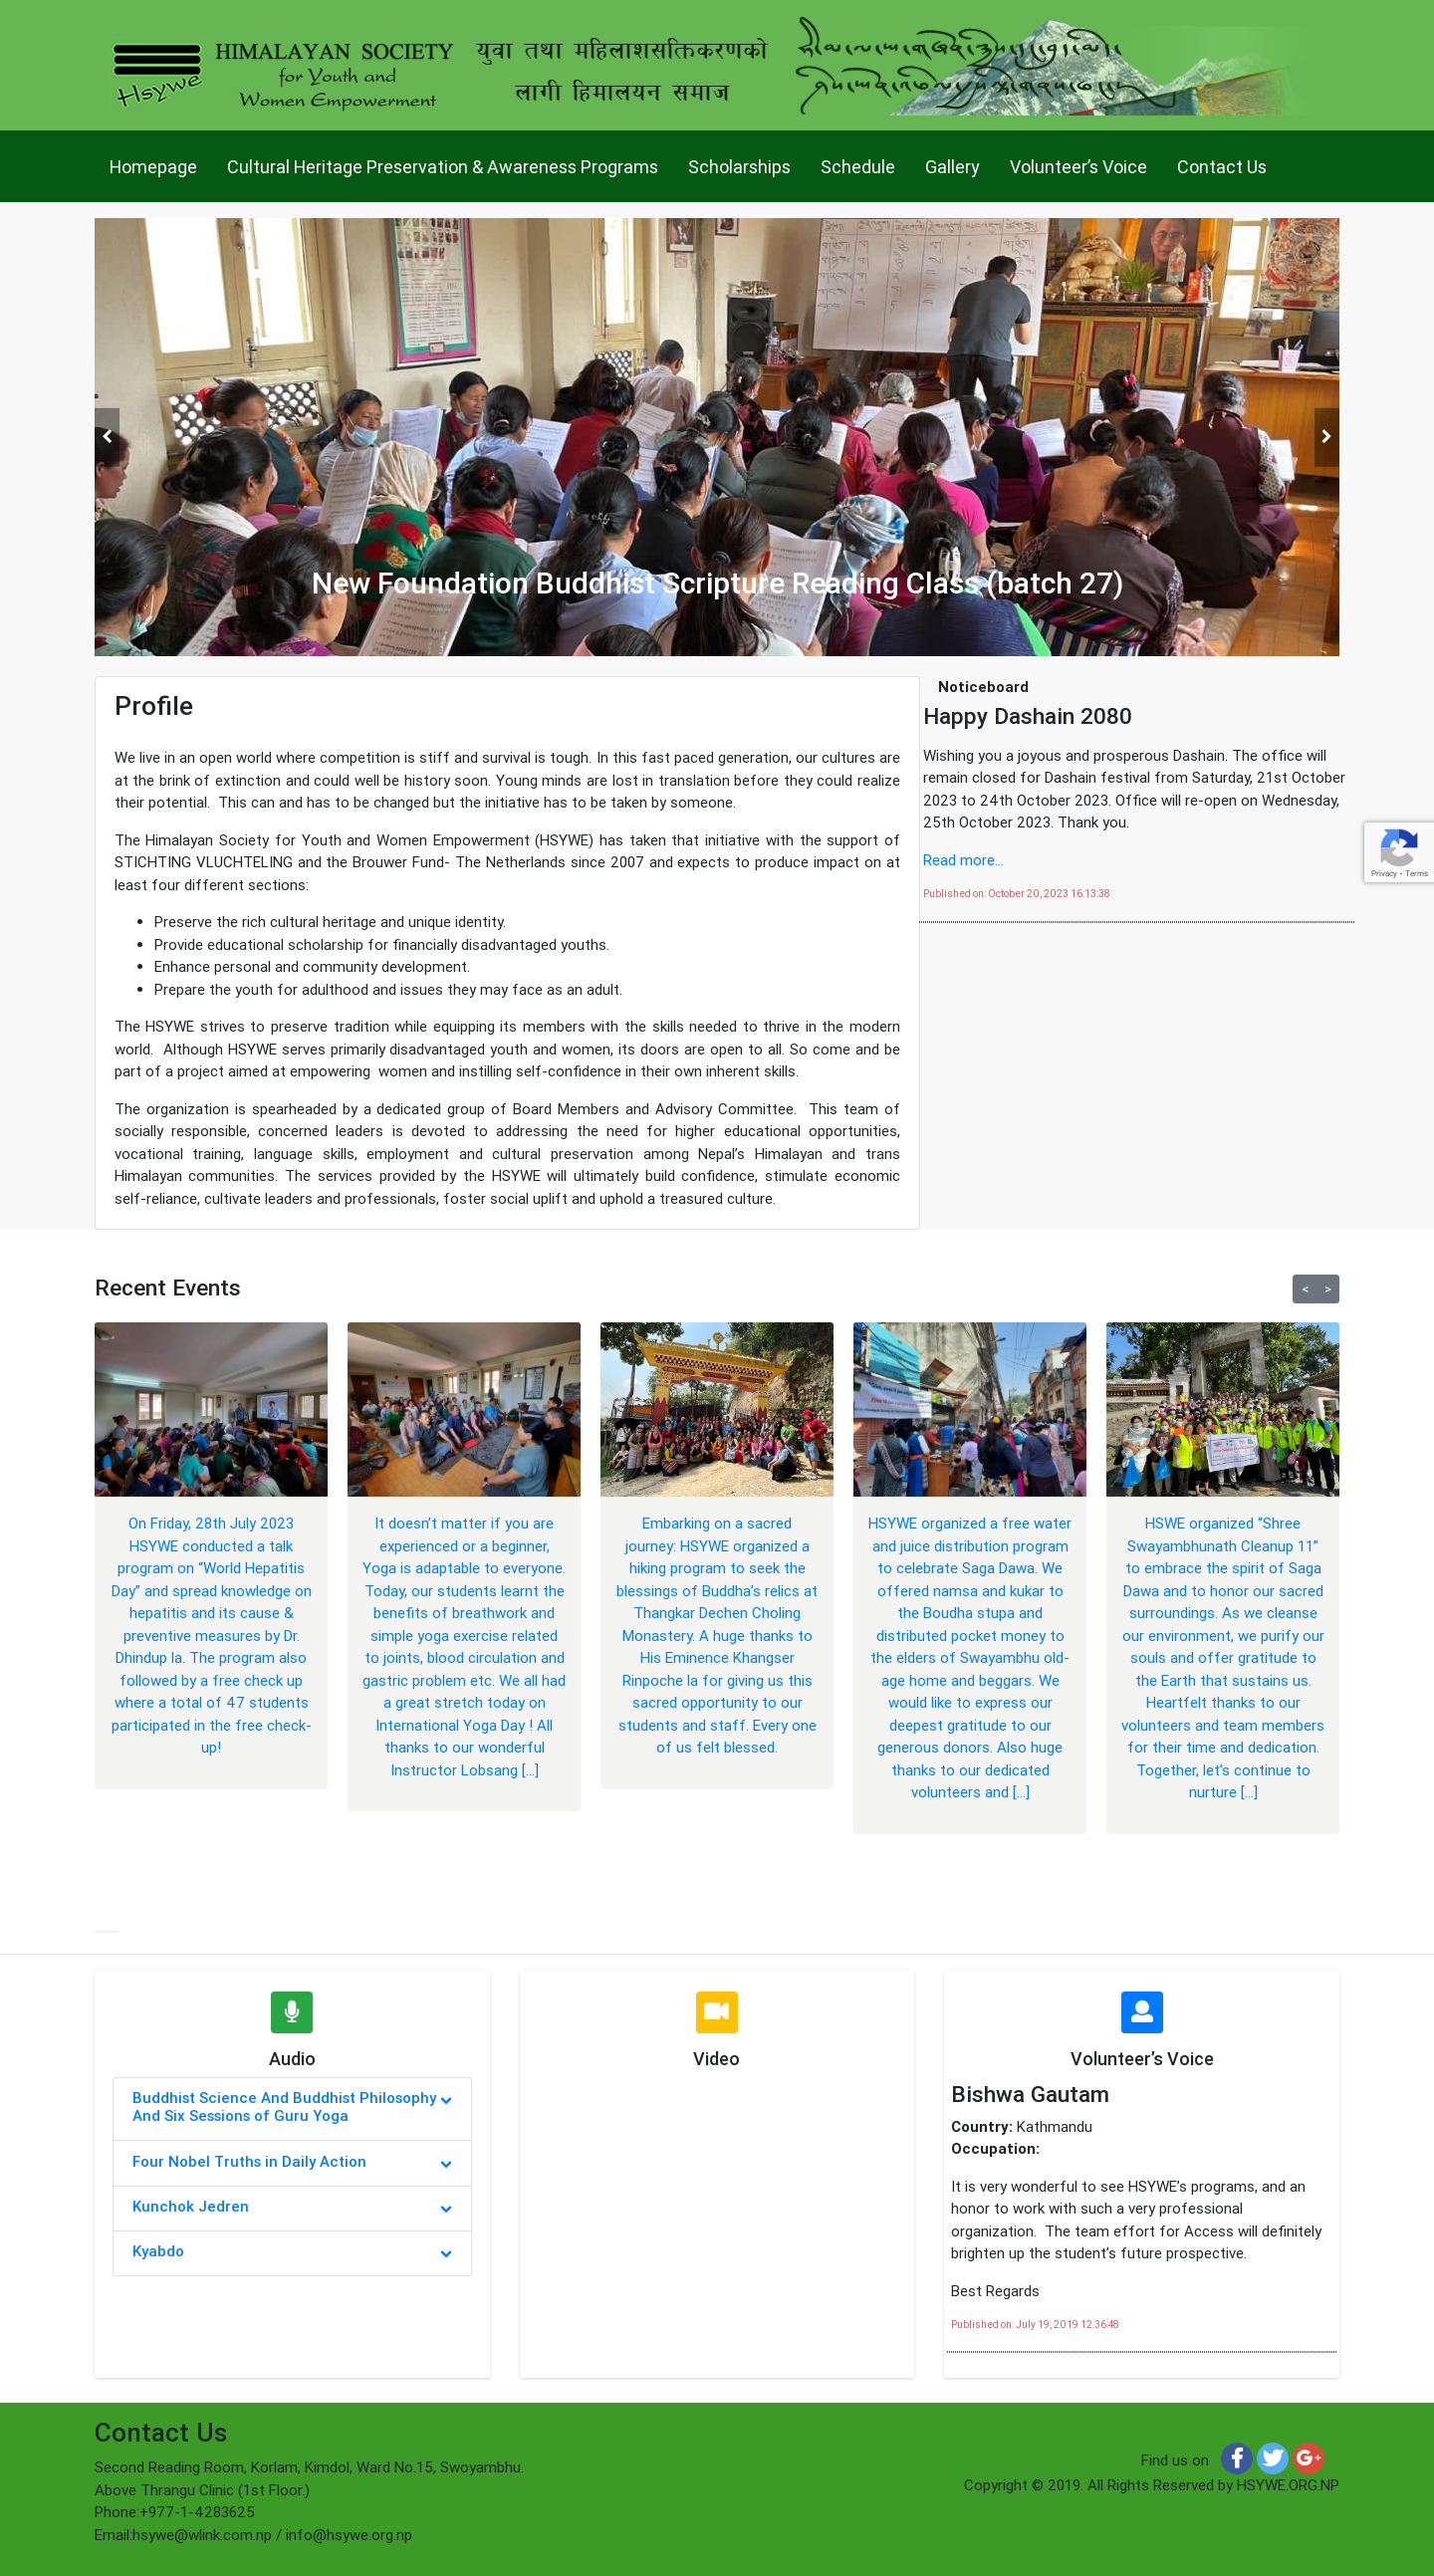 Hsywe
HIMALAYAN SOCIETY
for Youth and
Women Empowerment
युवा तथा महिलाशसक्तिकरणको
लागी हिमालयन समाज
Homepage
Cultural Heritage Preservation & Awareness Programs
Scholarships
Schedule
Gallery
Volunteer’s Voice
Contact Us
New Foundation Buddhist Scripture Reading Class (batch 27)
Profile
We live in an open world where competition is stiff and survival is tough. In this fast paced generation, our cultures are
at the brink of extinction and could well be history soon. Young minds are lost in translation before they could realize
their potential.  This can and has to be changed but the initiative has to be taken by someone.
The Himalayan Society for Youth and Women Empowerment (HSYWE) has taken that initiative with the support of
STICHTING VLUCHTELING and the Brouwer Fund- The Netherlands since 2007 and expects to produce impact on at
least four different sections:
Preserve the rich cultural heritage and unique identity.
Provide educational scholarship for financially disadvantaged youths.
Enhance personal and community development.
Prepare the youth for adulthood and issues they may face as an adult.
The HSYWE strives to preserve tradition while equipping its members with the skills needed to thrive in the modern
world.  Although HSYWE serves primarily disadvantaged youth and women, its doors are open to all. So come and be
part of a project aimed at empowering  women and instilling self-confidence in their own inherent skills.
The organization is spearheaded by a dedicated group of Board Members and Advisory Committee.  This team of
socially responsible, concerned leaders is devoted to addressing the need for higher educational opportunities,
vocational training, language skills, employment and cultural preservation among Nepal’s Himalayan and trans
Himalayan communities. The services provided by the HSYWE will ultimately build confidence, stimulate economic
self-reliance, cultivate leaders and professionals, foster social uplift and uphold a treasured culture.
Noticeboard
Happy Dashain 2080
Wishing you a joyous and prosperous Dashain. The office will
remain closed for Dashain festival from Saturday, 21st October
2023 to 24th October 2023. Office will re-open on Wednesday,
25th October 2023. Thank you.
Read more...
Published on: October 20, 2023 16:13:38
Privacy - Terms
Recent Events
< >
On Friday, 28th July 2023
HSYWE conducted a talk
program on “World Hepatitis
Day” and spread knowledge on
hepatitis and its cause &
preventive measures by Dr.
Dhindup la. The program also
followed by a free check up
where a total of 47 students
participated in the free check-
up!
It doesn’t matter if you are
experienced or a beginner,
Yoga is adaptable to everyone.
Today, our students learnt the
benefits of breathwork and
simple yoga exercise related
to joints, blood circulation and
gastric problem etc. We all had
a great stretch today on
International Yoga Day ! All
thanks to our wonderful
Instructor Lobsang [...]
Embarking on a sacred
journey: HSYWE organized a
hiking program to seek the
blessings of Buddha’s relics at
Thangkar Dechen Choling
Monastery. A huge thanks to
His Eminence Khangser
Rinpoche la for giving us this
sacred opportunity to our
students and staff. Every one
of us felt blessed.
HSYWE organized a free water
and juice distribution program
to celebrate Saga Dawa. We
offered namsa and kukar to
the Boudha stupa and
distributed pocket money to
the elders of Swayambhu old-
age home and beggars. We
would like to express our
deepest gratitude to our
generous donors. Also huge
thanks to our dedicated
volunteers and [...]
HSWE organized “Shree
Swayambhunath Cleanup 11”
to embrace the spirit of Saga
Dawa and to honor our sacred
surroundings. As we cleanse
our environment, we purify our
souls and offer gratitude to
the Earth that sustains us.
Heartfelt thanks to our
volunteers and team members
for their time and dedication.
Together, let’s continue to
nurture [...]
Audio
Buddhist Science And Buddhist Philosophy
And Six Sessions of Guru Yoga
Four Nobel Truths in Daily Action
Kunchok Jedren
Kyabdo
Video
Volunteer’s Voice
Bishwa Gautam
Country: Kathmandu
Occupation:
It is very wonderful to see HSYWE’s programs, and an
honor to work with such a very professional
organization.  The team effort for Access will definitely
brighten up the student’s future prospective.
Best Regards
Published on: July 19, 2019 12:36:48
Contact Us
Second Reading Room, Korlam, Kimdol, Ward No.15, Swoyambhu.
Above Thrangu Clinic (1st Floor.)
Phone:+977-1-4283625
Email:hsywe@wlink.com.np / info@hsywe.org.np
Find us on
Copyright © 2019. All Rights Reserved by HSYWE.ORG.NP